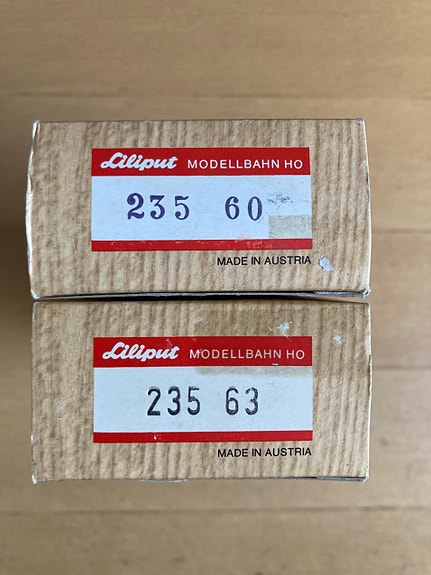 Liliput MODELLBAHN HO
235 60
MADE IN AUSTRIA
Liliput MODELLBAHN HO
235 63
MADE IN AUSTRIA